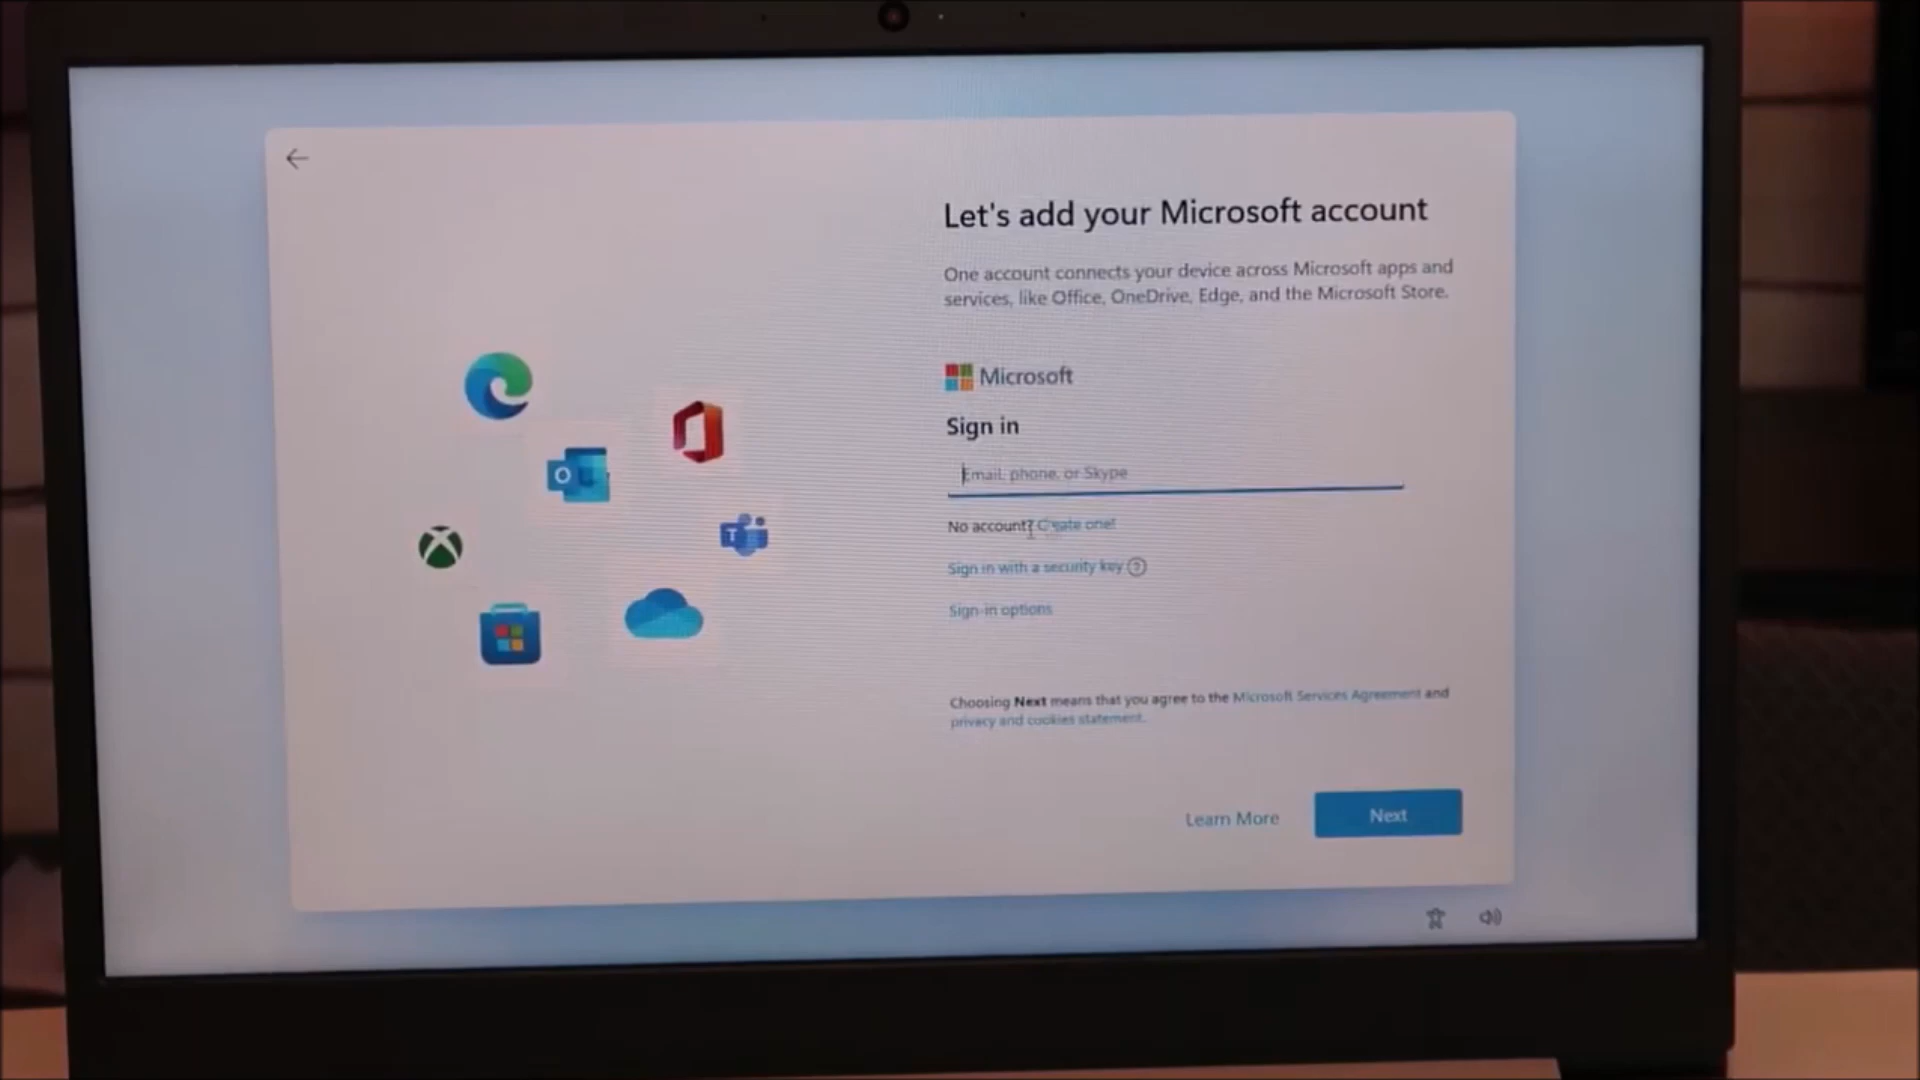 Let's add your Microsoft account
One account connects your device across Microsoft apps and
services, like Office, OneDrive, Edge, and the Microsoft Store.
Microsoft
Sign in
Email, phone, or Skype
No account? Create one!
Sign in with a security key ?
Sign-in options
Choosing Next means that you agree to the Microsoft Services Agreement and
privacy and cookies statement.
Learn More
Next